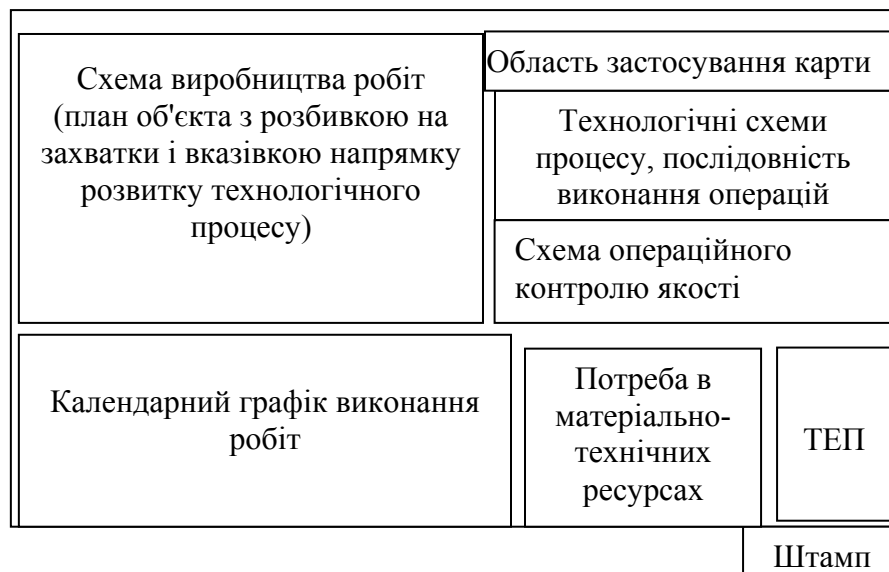 Схема виробництва робіт
(план об'єкта з розбивкою на
захватки і вказівкою напрямку
розвитку технологічного
процесу)
Область застосування карти
Технологічні схеми
процесу, послідовність
виконання операцій
Схема операційного
контролю якості
Календарний графік виконання
робіт
Потреба в
матеріально-
технічних
ресурсах
ТЕП
Штамп